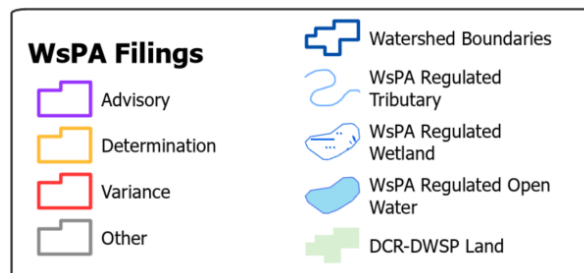 WsPA Filings
Advisory
Determination
Variance
Other
Watershed Boundaries
WsPA Regulated
Tributary
WsPA Regulated
Wetland
WsPA Regulated Open
Water
DCR-DWSP Land